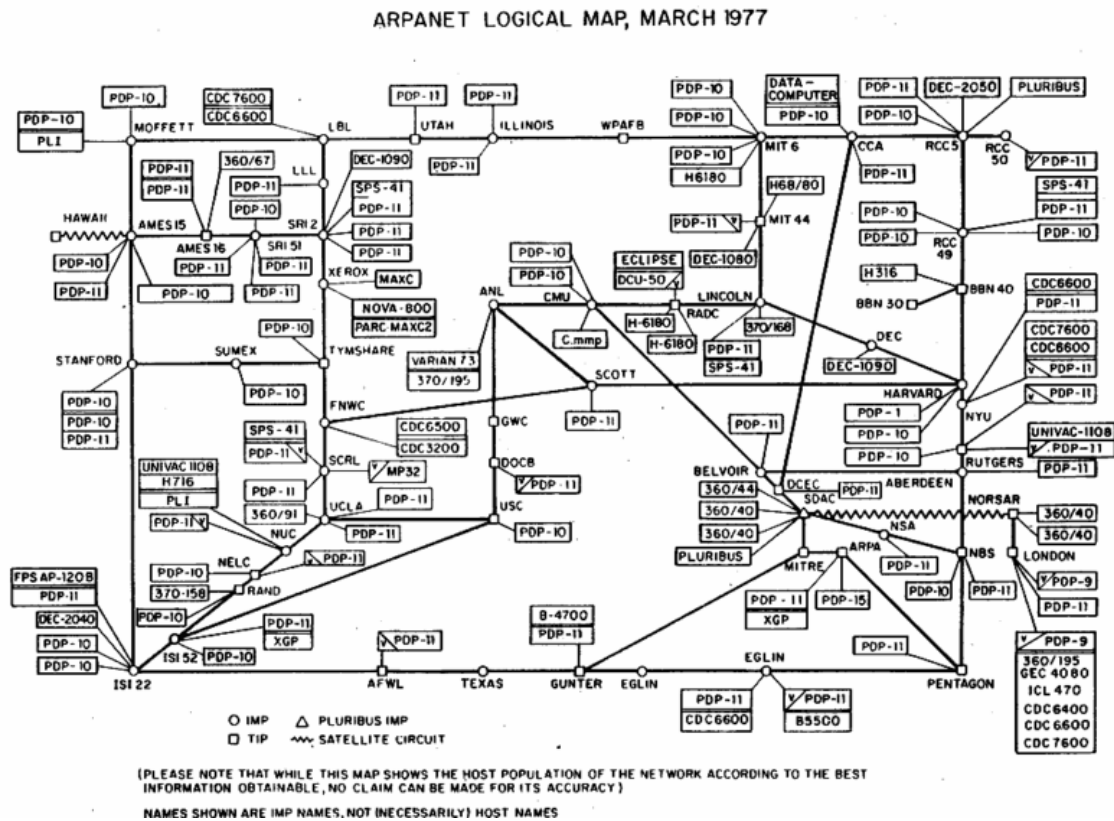 ARPANET LOGICAL MAP, MARCH 1977
PDP-10
PLI
PDP-10
MOFFETT
CDC7600
CDC6600
LBL
PDP-11
UTAH
PDP-11
ILLINOIS
PDP-11
WPAFB
PDP-10
PDP-10
PDP-10
H6180
MIT 6
DATA-
COMPUTER
PDP-10
CCA
PDP-11
PDP-11
PDP-10
DEC-2050
PLURIBUS
RCC5
RCC
50
PDP-11
PDP-11
PDP-11
360/67
LLL
PDP-11
PDP-10
DEC-1090
SPS-41
PDP-11
PDP-11
PDP-11
HAWAII
AMES15
AMES16
SRI 51
SRI 2
PDP-10
PDP-11
PDP-10
PDP-11
PDP-11
PDP-11
H68/80
PDP-11
MIT 44
DEC-1080
PDP-10
PDP-10
SPS-41
PDP-11
PDP-10
RCC
49
XEROX
MAXC
NOVA-800
PARC-MAXC2
PDP-10
PDP-10
CMU
C.mmp
ECLIPSE
DCU-50
RADC
H-6180
H-6180
LINCOLN
370/168
PDP-11
SPS-41
H316
BBN 30
BBN 40
ANL
VARIAN 73
370/195
CDC6600
PDP-11
CDC7600
CDC6600
PDP-11
PDP-11
STANFORD
PDP-10
PDP-10
PDP-11
SUMEX
PDP-10
PDP-10
TYMSHARE
SCOTT
PDP-11
DEC
DEC-1090
HARVARD
PDP-1
PDP-10
NYU
FNWC
CDC6500
CDC3200
GWC
SPS-41
PDP-11
SCRL
MP32
PDP-11
DOCB
PDP-11
PDP-10
UNIVAC-1108
PDP-11
RUTGERS
PDP-11
BELVOIR
DCEC
PDP-11
ABERDEEN
PDP-11
UNIVAC 1108
H716
PLI
PDP-11
NUC
360/91
UCLA
PDP-11
PDP-11
USC
PDP-10
360/44
360/40
360/40
PLURIBUS
SDAC
NORSAR
360/40
360/40
NSA
PDP-11
MITRE
ARPA
PDP-11
XGP
PDP-15
NBS
PDP-10
PDP-11
LONDON
PDP-9
PDP-11
PDP-9
360/195
GEC 4080
ICL 470
CDC6400
CDC6600
CDC7600
NELC
PDP-10
PDP-11
370-158
RAND
PDP-10
FPS AP-120B
PDP-11
DEC-2040
PDP-10
PDP-10
ISI 22
ISI 52
PDP-11
XGP
PDP-10
PDP-11
AFWL
TEXAS
B-4700
PDP-11
GUNTER
EGLIN
EGLIN
PDP-11
CDC6600
PDP-11
B5500
PDP-11
PENTAGON
IMP
PLURIBUS IMP
TIP
SATELLITE CIRCUIT
(PLEASE NOTE THAT WHILE THIS MAP SHOWS THE HOST POPULATION OF THE NETWORK ACCORDING TO THE BEST
INFORMATION OBTAINABLE, NO CLAIM CAN BE MADE FOR ITS ACCURACY)
NAMES SHOWN ARE IMP NAMES, NOT (NECESSARILY) HOST NAMES